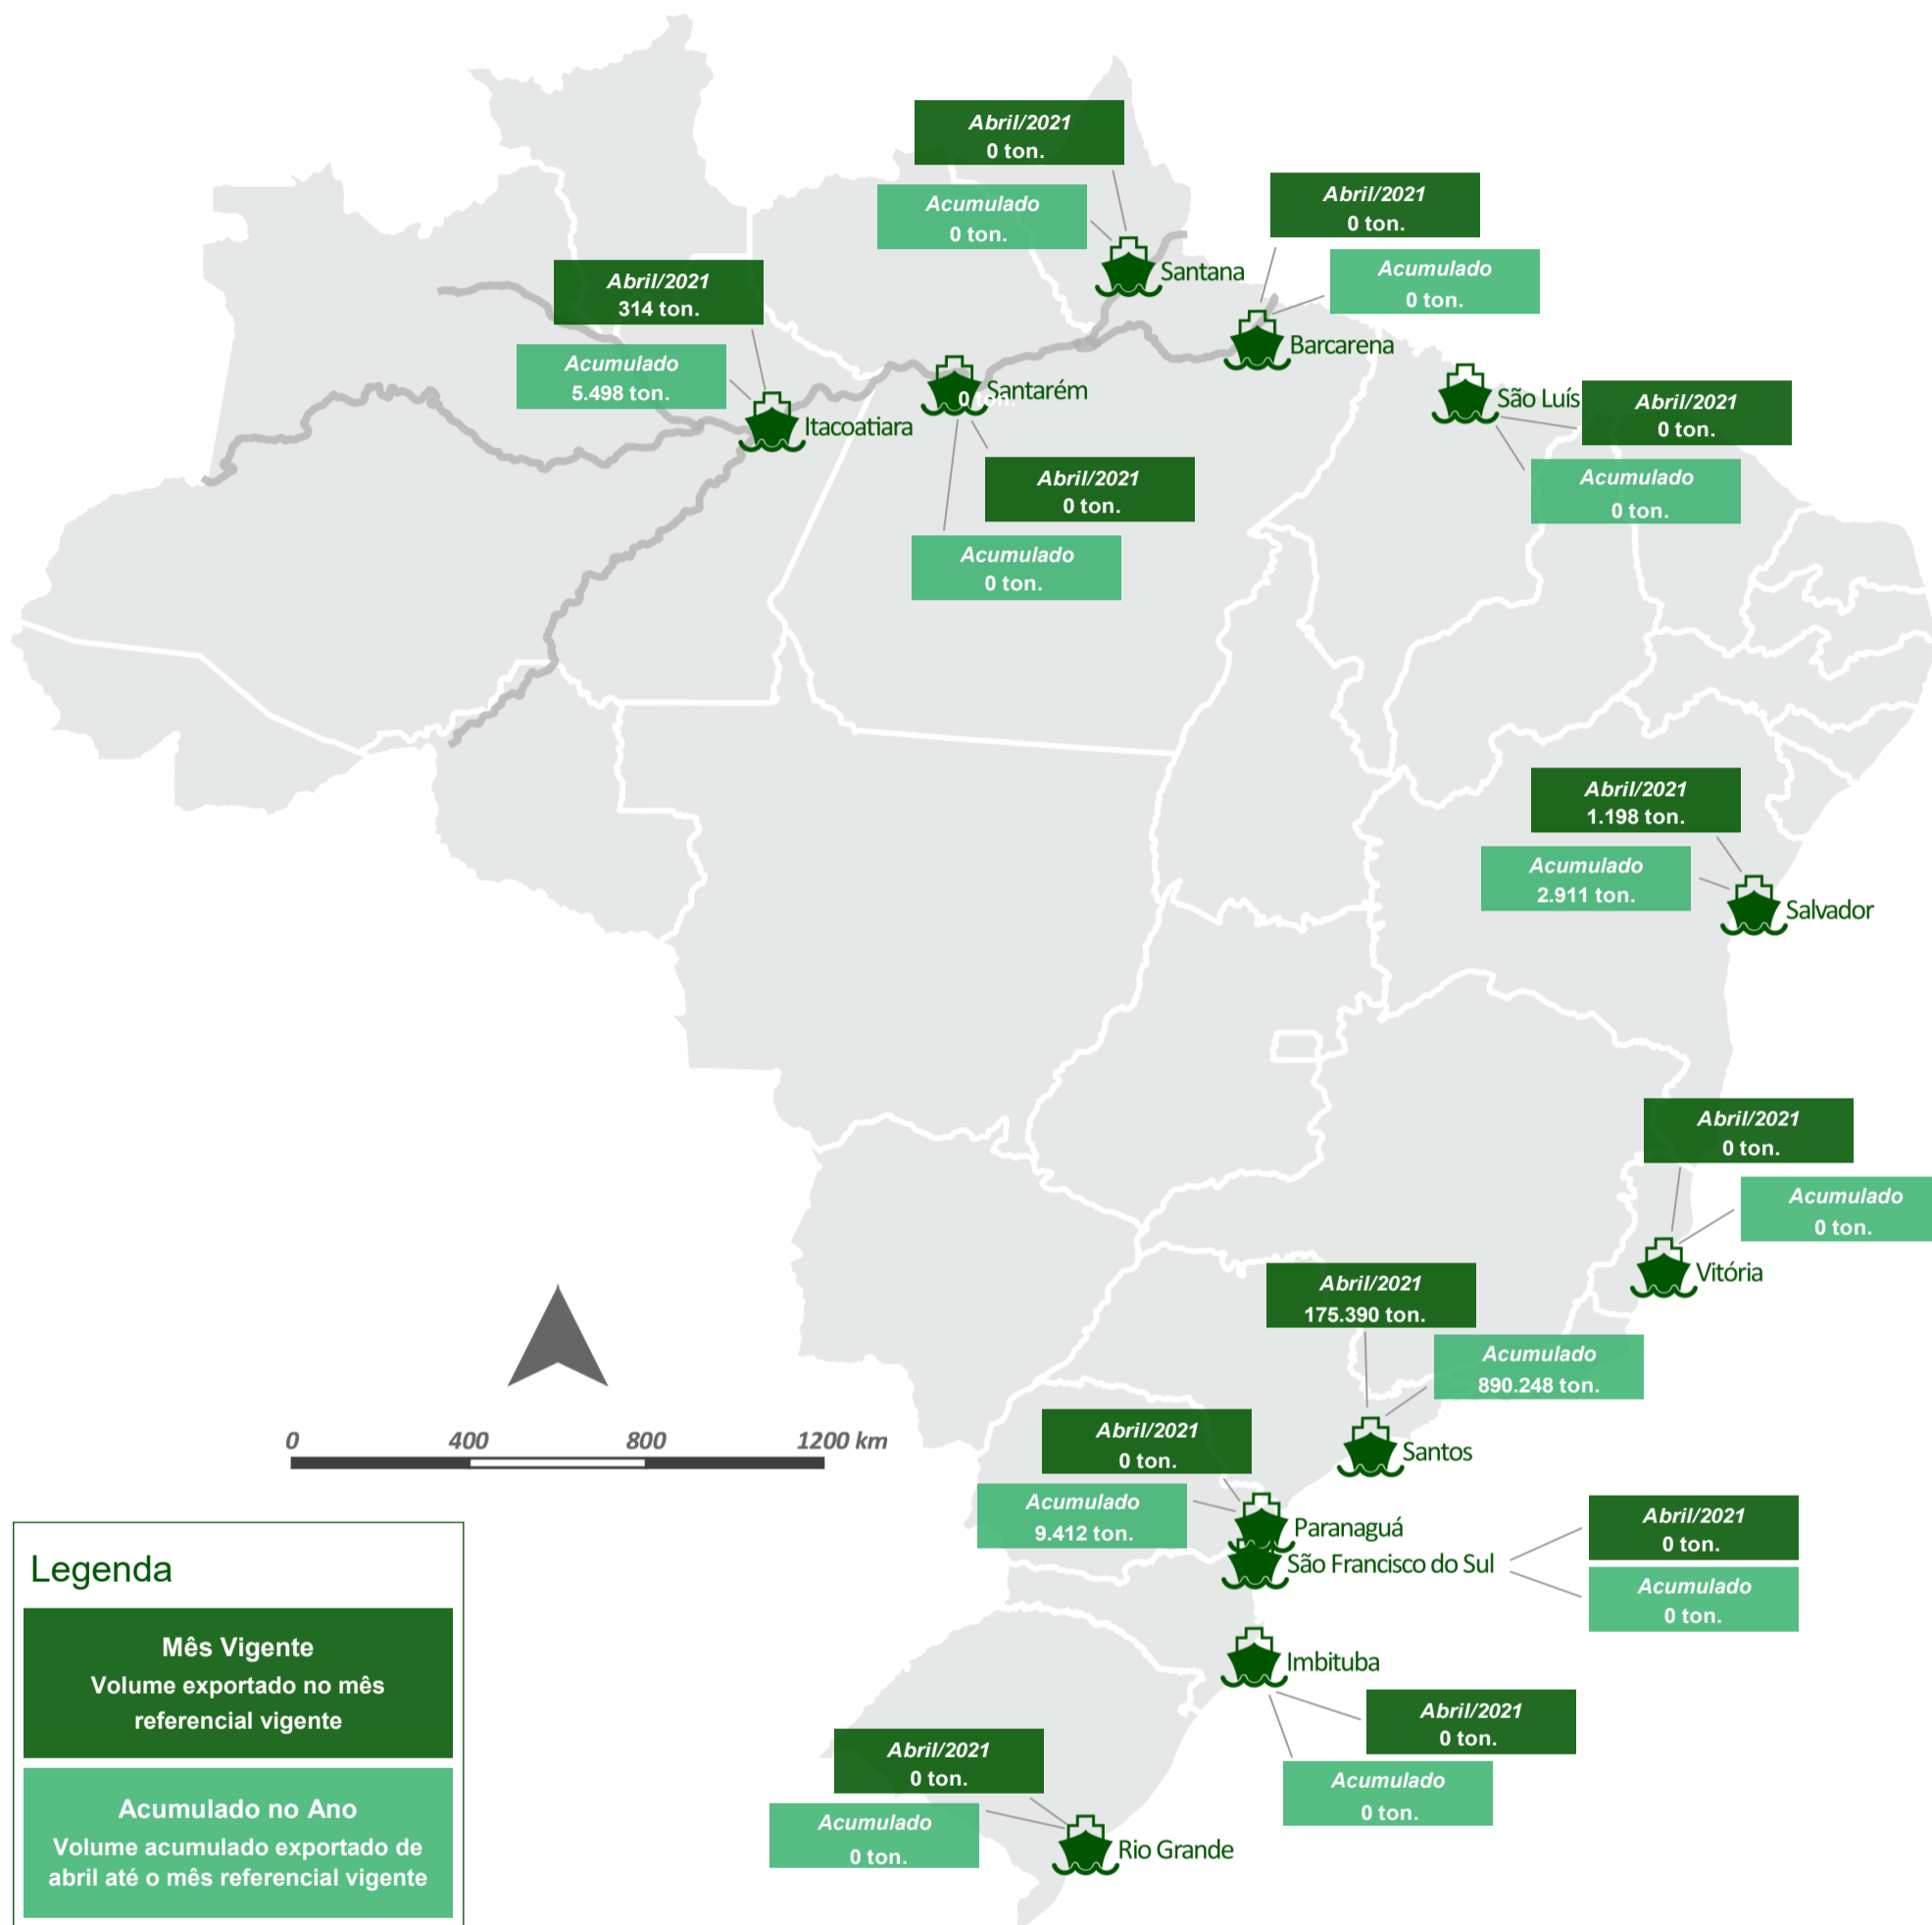 Abril/2021
0 ton.
Acumulado
0 ton.
Santana
Abril/2021
0 ton.
Acumulado
0 ton.
Barcarena
Abril/2021
314 ton.
Acumulado
5.498 ton.
Itacoatiara
Santarém
0 ton.
Abril/2021
0 ton.
Acumulado
0 ton.
São Luís
Abril/2021
0 ton.
Acumulado
0 ton.
Abril/2021
1.198 ton.
Acumulado
2.911 ton.
Salvador
Abril/2021
0 ton.
Acumulado
0 ton.
Vitória
Abril/2021
175.390 ton.
Acumulado
890.248 ton.
Santos
Abril/2021
0 ton.
Acumulado
9.412 ton.
Paranaguá
São Francisco do Sul
Abril/2021
0 ton.
Acumulado
0 ton.
Imbituba
Abril/2021
0 ton.
Acumulado
0 ton.
Abril/2021
0 ton.
Acumulado
0 ton.
Rio Grande
0 400 800 1200 km
Legenda
Mês Vigente
Volume exportado no mês
referencial vigente
Acumulado no Ano
Volume acumulado exportado de
abril até o mês referencial vigente